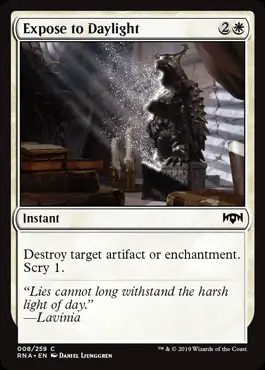 Expose to Daylight 2
Instant
Destroy target artifact or enchantment.
Scry 1.
“Lies cannot long withstand the harsh
light of day.”
—Lavinia
008/259 C
RNA • EN Daniel Ljunggren
™ & © 2019 Wizards of the Coast